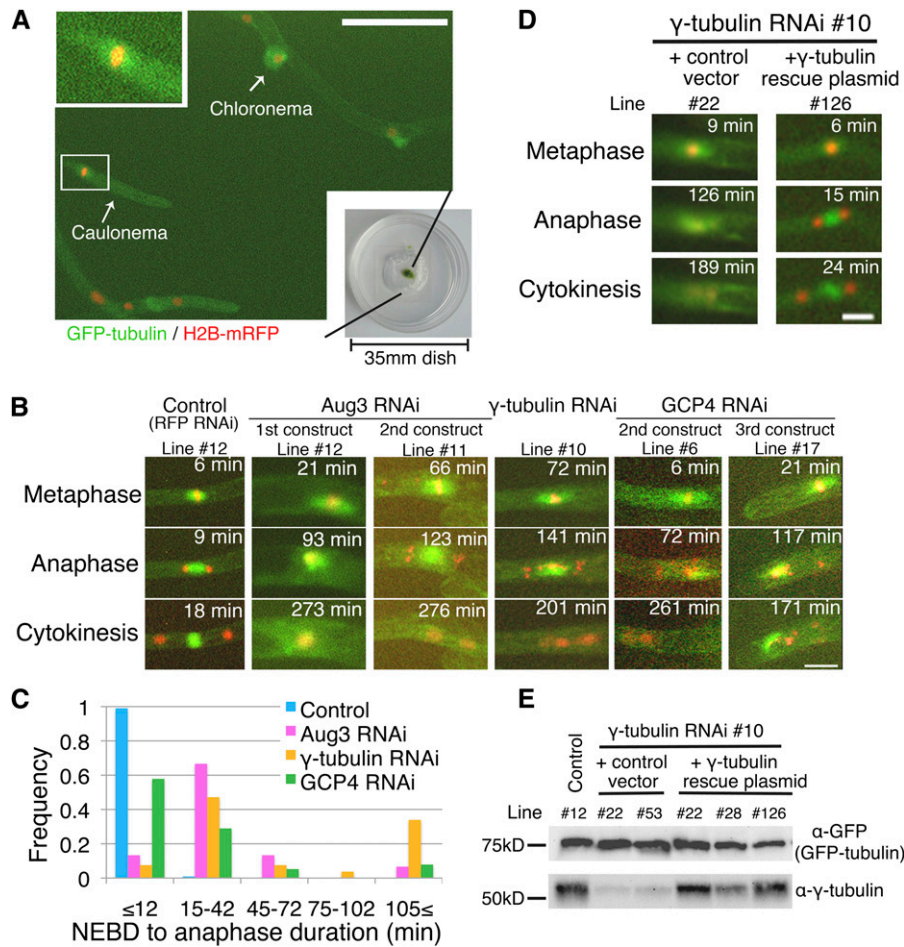 A
Chloronema
Caulonema
GFP-tubulin / H2B-mRFP
35mm dish
D
γ-tubulin RNAi #10
+ control vector
+γ-tubulin rescue plasmid
Line #22 #126
Metaphase 9 min 6 min
Anaphase 126 min 15 min
Cytokinesis 189 min 24 min
B
Control (RFP RNAi)
Aug3 RNAi
γ-tubulin RNAi
GCP4 RNAi
1st construct 2nd construct 2nd construct 3rd construct
Line #12 Line #12 Line #11 Line #10 Line #6 Line #17
Metaphase 6 min 21 min 66 min 72 min 6 min 21 min
Anaphase 9 min 93 min 123 min 141 min 72 min 117 min
Cytokinesis 18 min 273 min 276 min 201 min 261 min 171 min
C
Frequency
1
0.8
0.6
0.4
0.2
0
Control
Aug3 RNAi
γ-tubulin RNAi
GCP4 RNAi
≤12 15-42 45-72 75-102 105≤
NEBD to anaphase duration (min)
E
Control
γ-tubulin RNAi #10
+ control vector
+ γ-tubulin rescue plasmid
Line #12 #22 #53 #22 #28 #126
75kD
α-GFP
(GFP-tubulin)
50kD
α-γ-tubulin